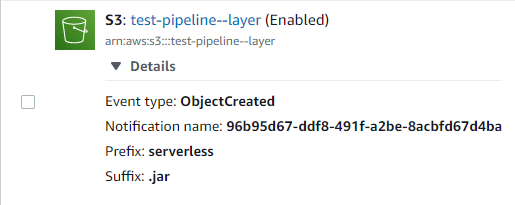 S3: test-pipeline--layer (Enabled)
arn:aws:s3:::test-pipeline--layer
▼ Details
Event type: ObjectCreated
Notification name: 96b95d67-ddf8-491f-a2be-8acbfd67d4ba
Prefix: serverless
Suffix: .jar